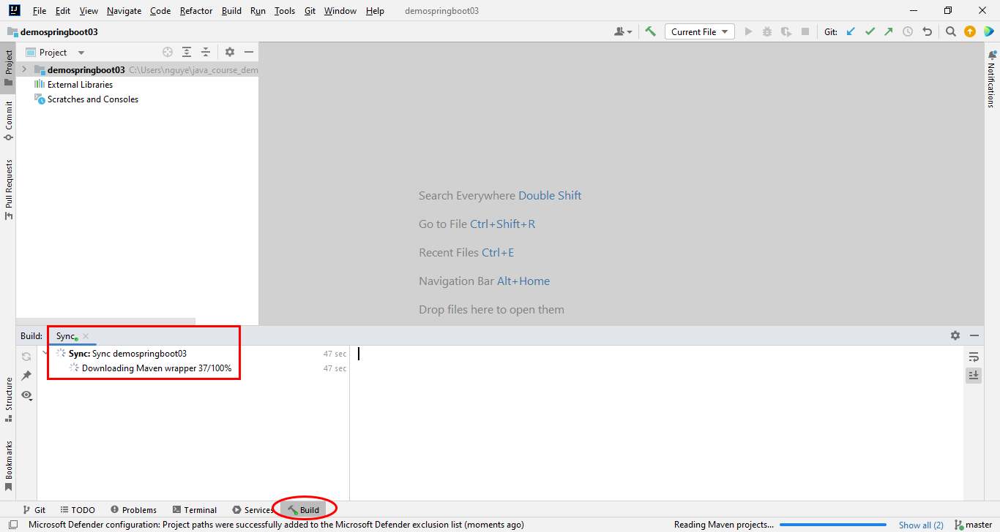 File Edit View Navigate Code Refactor Build Run Tools Git Window Help demospringboot03
demospringboot03
Current File
Git:
Project
demospringboot03 C:\Users\nguye\java_course_dem
External Libraries
Scratches and Consoles
Project
Commit
Pull Requests
Structure
Bookmarks
Notifications
Search Everywhere Double Shift
Go to File Ctrl+Shift+R
Recent Files Ctrl+E
Navigation Bar Alt+Home
Drop files here to open them
Build: Sync
Sync: Sync demospringboot03 47 sec
Downloading Maven wrapper 37/100% 47 sec
Git TODO Problems Terminal Services Build
Microsoft Defender configuration: Project paths were successfully added to the Microsoft Defender exclusion list (moments ago) Reading Maven projects... Show all (2) master